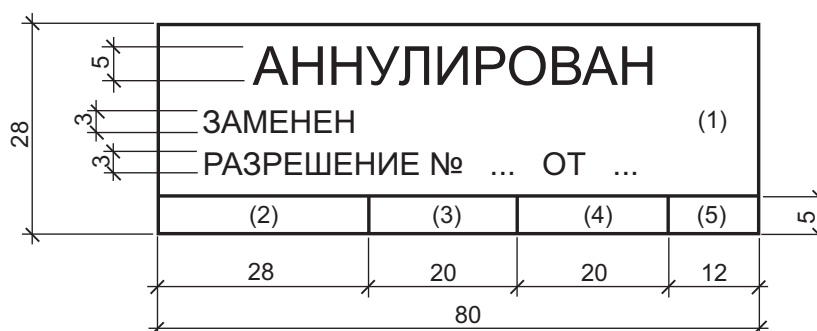 АННУЛИРОВАН
5
28
3
ЗАМЕНЕН (1)
3
РАЗРЕШЕНИЕ № ... ОТ ...
(2) (3) (4) (5)
5
28 20 20 12
80